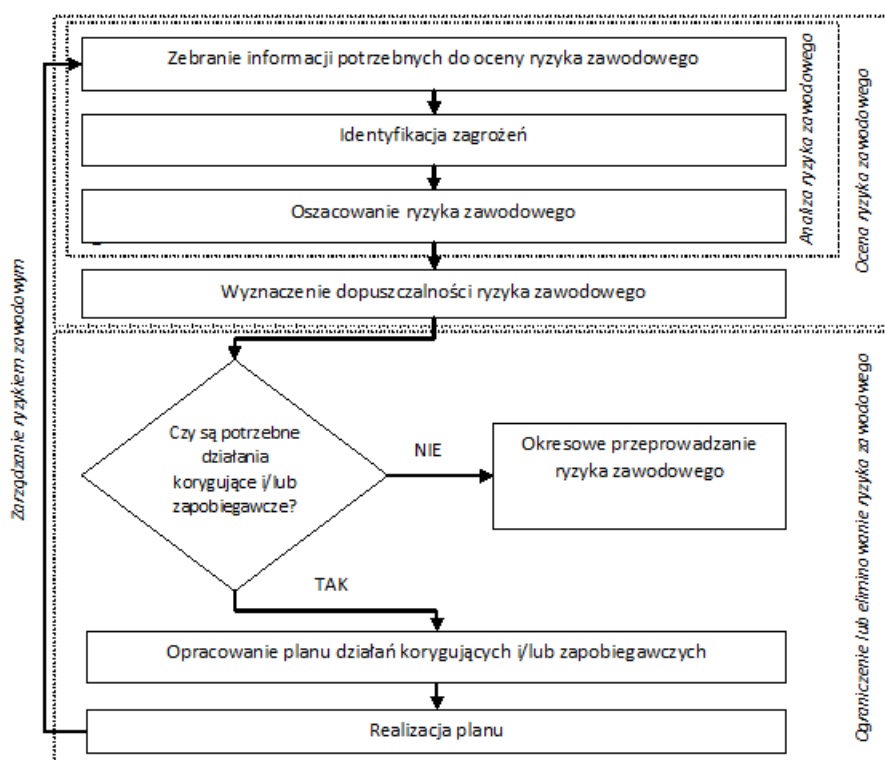 Zebranie informacji potrzebnych do oceny ryzyka zawodowego
Identyfikacja zagrożeń
Oszacowanie ryzyka zawodowego
Analiza ryzyka zawodowego
Wyznaczenie dopuszczalności ryzyka zawodowego
Ocena ryzyka zawodowego
Czy są potrzebne
działania
korygujące i/lub
zapobiegawcze?
NIE
Okresowe przeprowadzanie
ryzyka zawodowego
TAK
Opracowanie planu działań korygujących i/lub zapobiegawczych
Realizacja planu
Ograniczenie lub eliminowanie ryzyka zawodowego
Zarządzanie ryzykiem zawodowym